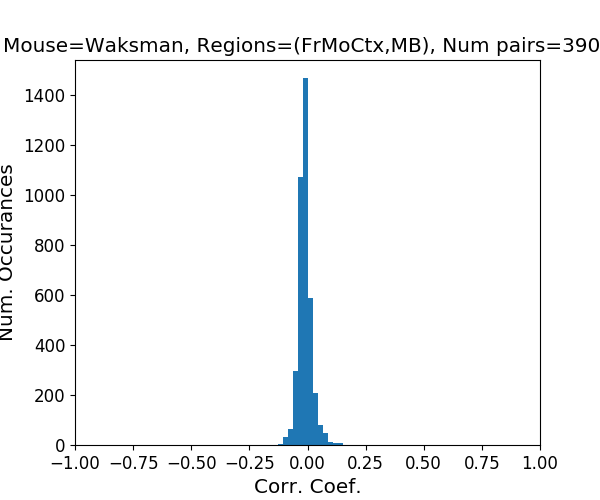 Mouse=Waksman, Regions=(FrMoCtx,MB), Num pairs=390
1400
1200
1000
800
600
400
200
0
Num. Occurances
−1.00 −0.75 −0.50 −0.25 0.00 0.25 0.50 0.75 1.00
Corr. Coef.